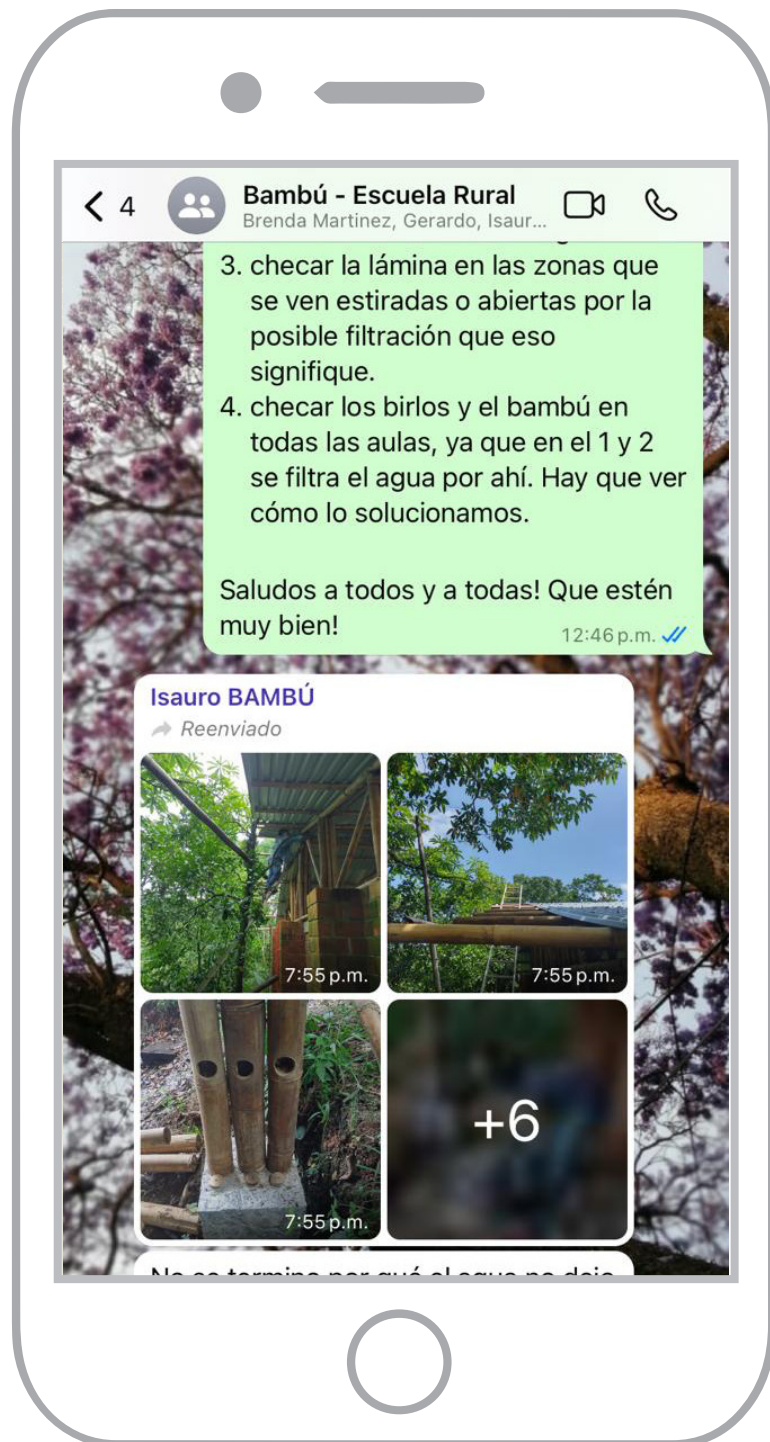 4
Bambú - Escuela Rural
Brenda Martinez, Gerardo, Isaur...
3. checar la lámina en las zonas que
se ven estiradas o abiertas por la
posible filtración que eso
signifique.
4. checar los birlos y el bambú en
todas las aulas, ya que en el 1 y 2
se filtra el agua por ahí. Hay que ver
cómo lo solucionamos.
Saludos a todos y a todas! Que estén
muy bien!
12:46 p.m.
Isauro BAMBÚ
Reenviado
7:55 p.m.
7:55 p.m.
7:55 p.m.
+6